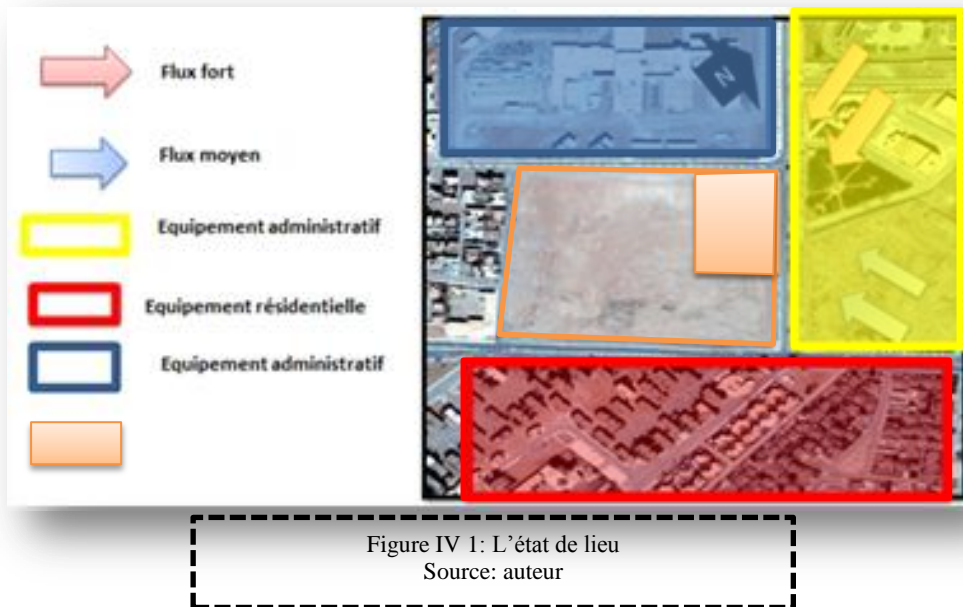 Flux fort
Flux moyen
Equipement administratif
Equipement résidentielle
Equipement administratif
N
Figure IV 1: L'état de lieu
Source: auteur